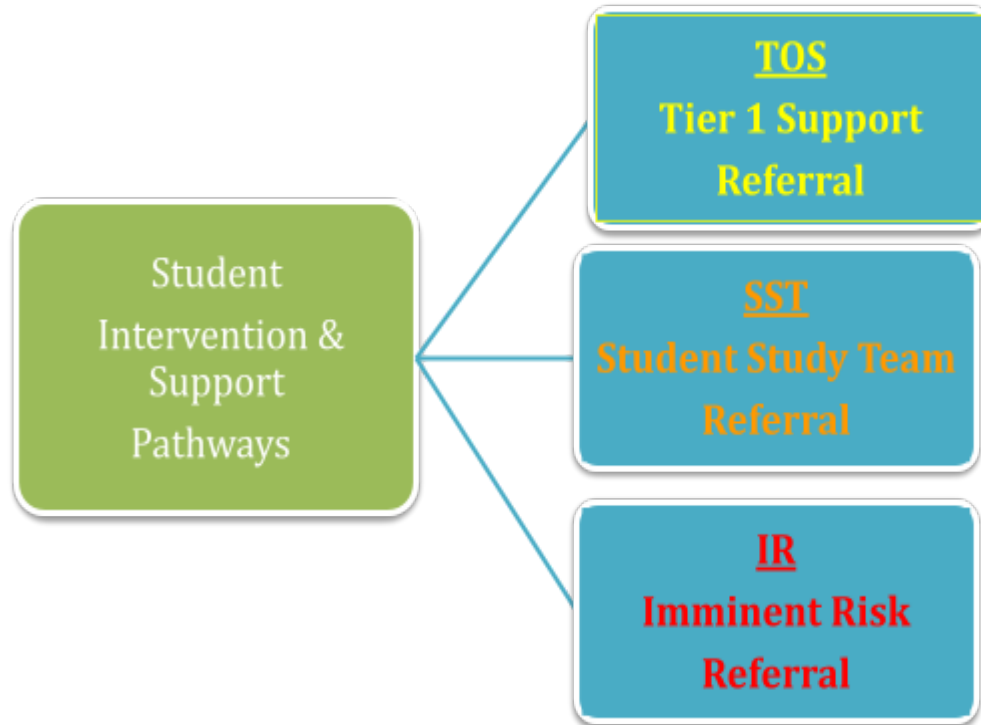 Student
Intervention &
Support
Pathways
TOS
Tier 1 Support
Referral
SST
Student Study Team
Referral
IR
Imminent Risk
Referral